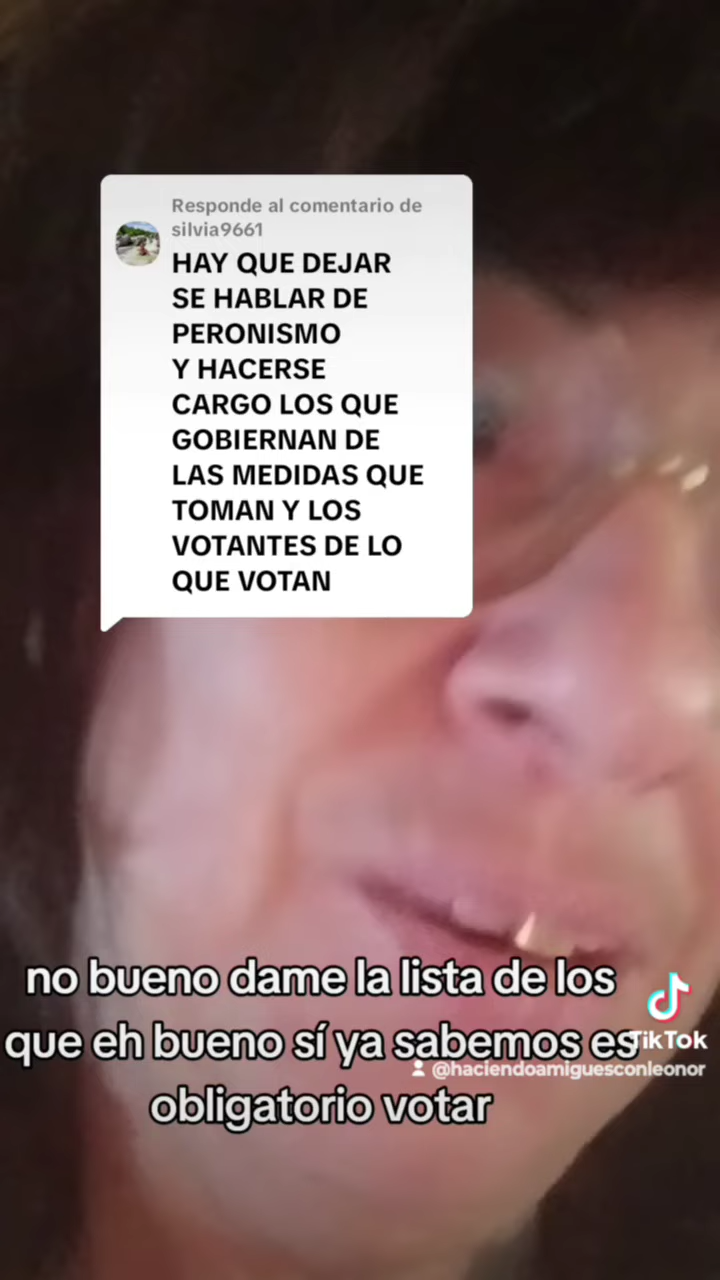 Responde al comentario de
silvia9661
HAY QUE DEJAR
SE HABLAR DE
PERONISMO
Y HACERSE
CARGO LOS QUE
GOBIERNAN DE
LAS MEDIDAS QUE
TOMAN Y LOS
VOTANTES DE LO
QUE VOTAN
no bueno dame la lista de los
que eh bueno sí ya sabemos es
obligatorio votar
TikTok
@haciendoamiguesconleonor